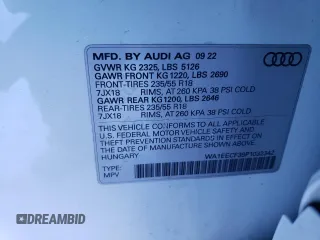 MFD. BY AUDI AG 09 22
GVWR KG 2325, LBS 5126
GAWR FRONT KG 1220, LBS 2690
FRONT-TIRES 235/55 R18
7JX18 RIMS, AT 260 KPA 38 PSI COLD
GAWR REAR KG 1200, LBS 2646
REAR-TIRES 235/55 R18
7JX18 RIMS, AT 260 KPA 38 PSI COLD
THIS VEHICLE CONFORMS TO ALL APPLICABLE
U.S. FEDERAL MOTOR VEHICLE SAFETY, BUMPER
AND THEFT PREVENTION STANDARDS IN EFFECT
ON THE DATE OF MANUFACTURE SHOWN ABOVE
HUNGARY
TYPE:
MPV
DREAMBID